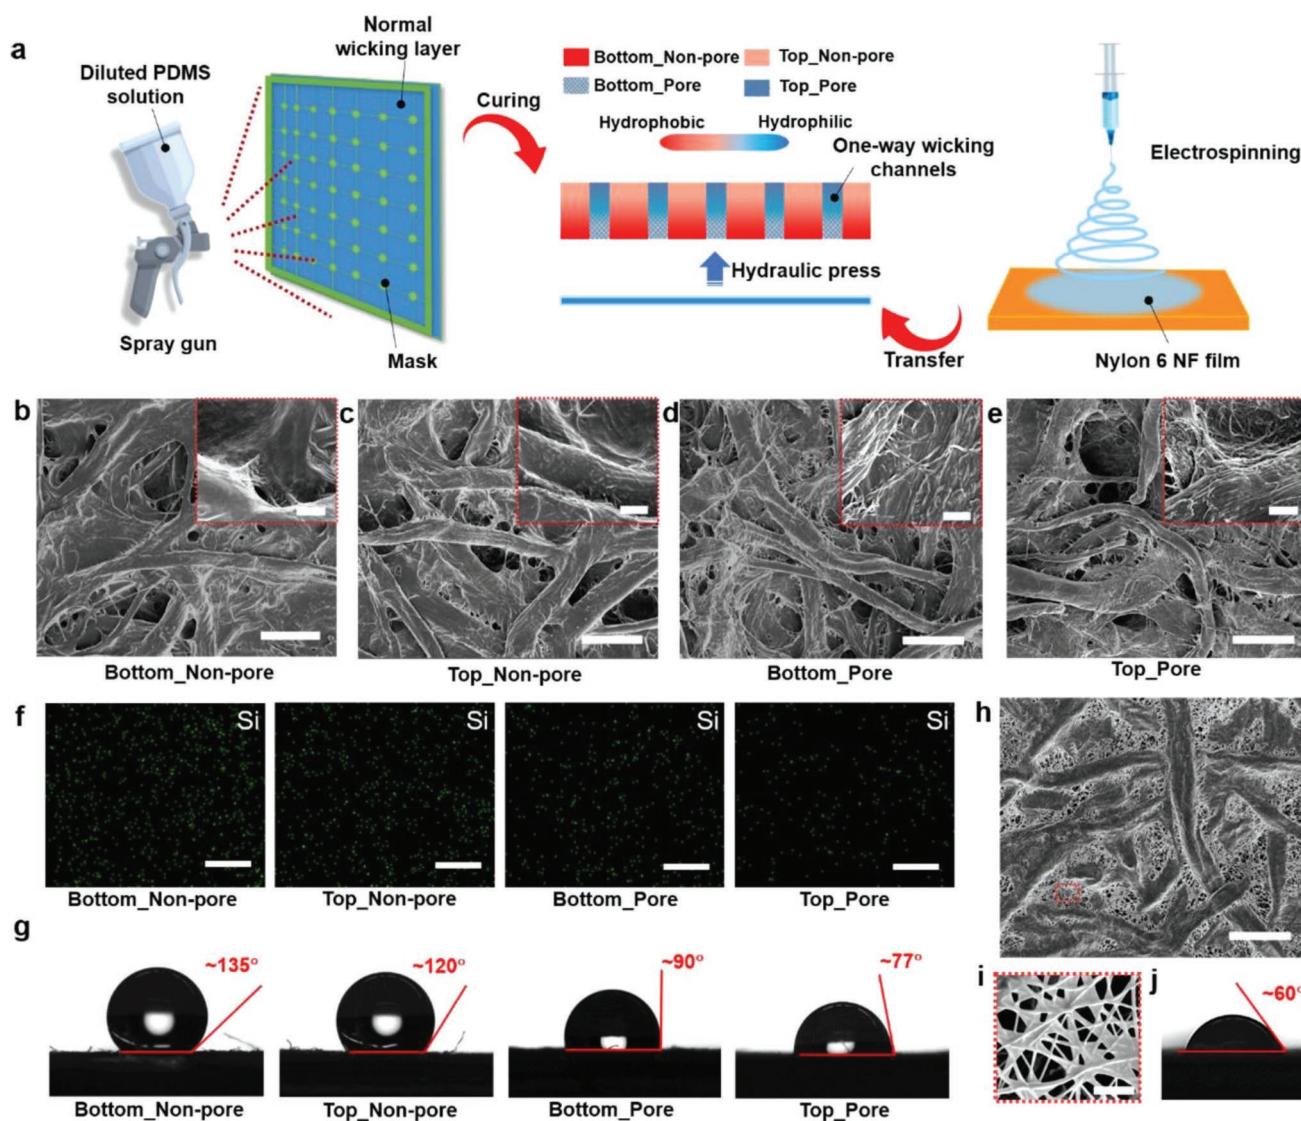 a
Normal
wicking layer
Diluted PDMS
solution
Spray gun
Mask
Curing
Bottom_Non-pore
Top_Non-pore
Bottom_Pore
Top_Pore
Hydrophobic
Hydrophilic
One-way wicking
channels
Hydraulic press
Transfer
Electrospinning
Nylon 6 NF film
b
c
d
e
Bottom_Non-pore
Top_Non-pore
Bottom_Pore
Top_Pore
f
Si
Si
Si
Si
Bottom_Non-pore
Top_Non-pore
Bottom_Pore
Top_Pore
g
~135°
~120°
~90°
~77°
Bottom_Non-pore
Top_Non-pore
Bottom_Pore
Top_Pore
h
i
j
~60°